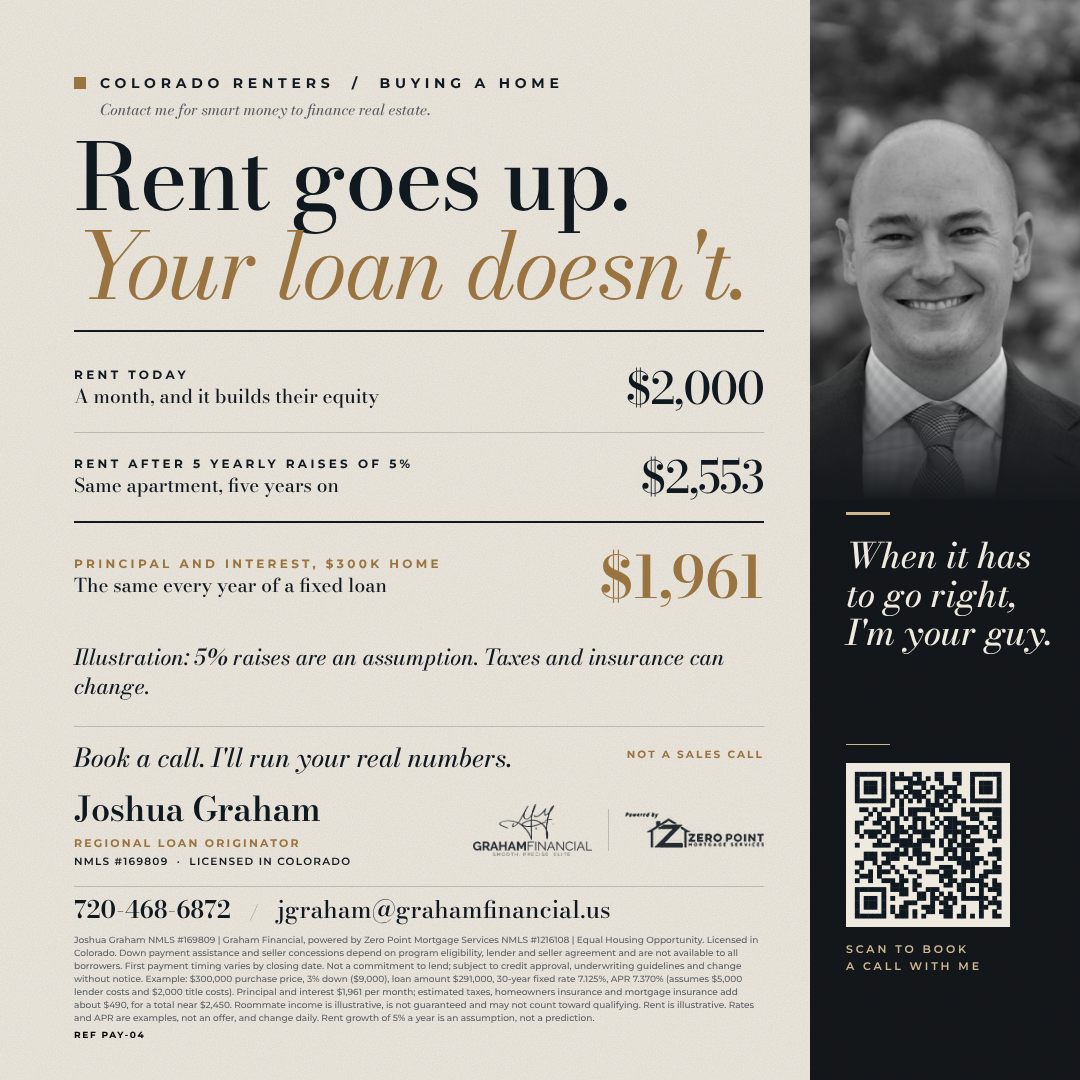 COLORADO RENTERS / BUYING A HOME
Contact me for smart money to finance real estate.
Rent goes up.
Your loan doesn't.
RENT TODAY
A month, and it builds their equity
$2,000
RENT AFTER 5 YEARLY RAISES OF 5%
Same apartment, five years on
$2,553
PRINCIPAL AND INTEREST, $300K HOME
The same every year of a fixed loan
$1,961
Illustration: 5% raises are an assumption. Taxes and insurance can
change.
Book a call. I'll run your real numbers.
NOT A SALES CALL
Joshua Graham
REGIONAL LOAN ORIGINATOR
NMLS #169809 · LICENSED IN COLORADO
GRAHAMFINANCIAL
SMOOTH. PRECISE. ELITE.
Powered by
ZERO POINT
MORTGAGE SERVICES
720-468-6872 / jgraham@grahamfinancial.us
Joshua Graham NMLS #169809 | Graham Financial, powered by Zero Point Mortgage Services NMLS #1216108 | Equal Housing Opportunity. Licensed in
Colorado. Down payment assistance and seller concessions depend on program eligibility, lender and seller agreement and are not available to all
borrowers. First payment timing varies by closing date. Not a commitment to lend; subject to credit approval, underwriting guidelines and change
without notice. Example: $300,000 purchase price, 3% down ($9,000), loan amount $291,000, 30-year fixed rate 7.125%, APR 7.370% (assumes $5,000
lender costs and $2,000 title costs). Principal and interest $1,961 per month; estimated taxes, homeowners insurance and mortgage insurance add
about $490, for a total near $2,450. Roommate income is illustrative, is not guaranteed and may not count toward qualifying. Rent is illustrative. Rates
and APR are examples, not an offer, and change daily. Rent growth of 5% a year is an assumption, not a prediction.
REF PAY-04
When it has
to go right,
I'm your guy.
SCAN TO BOOK
A CALL WITH ME